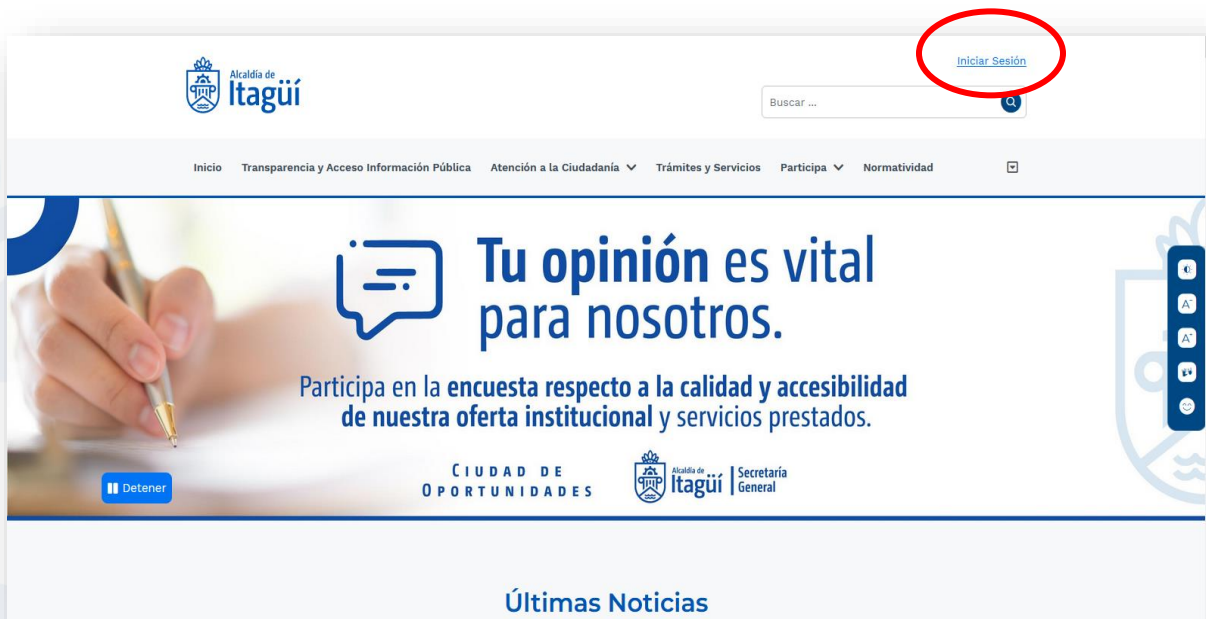 Iniciar Sesión
Alcaldía de
Itagüí
Buscar ...
Inicio Transparencia y Acceso Información Pública Atención a la Ciudadanía Trámites y Servicios Participa Normatividad
Tu opinión es vital
para nosotros.
Participa en la encuesta respecto a la calidad y accesibilidad
de nuestra oferta institucional y servicios prestados.
CIUDAD DE
OPORTUNIDADES
Alcaldía de
Itagüí
Secretaría
General
Detener
A-
A+
Últimas Noticias